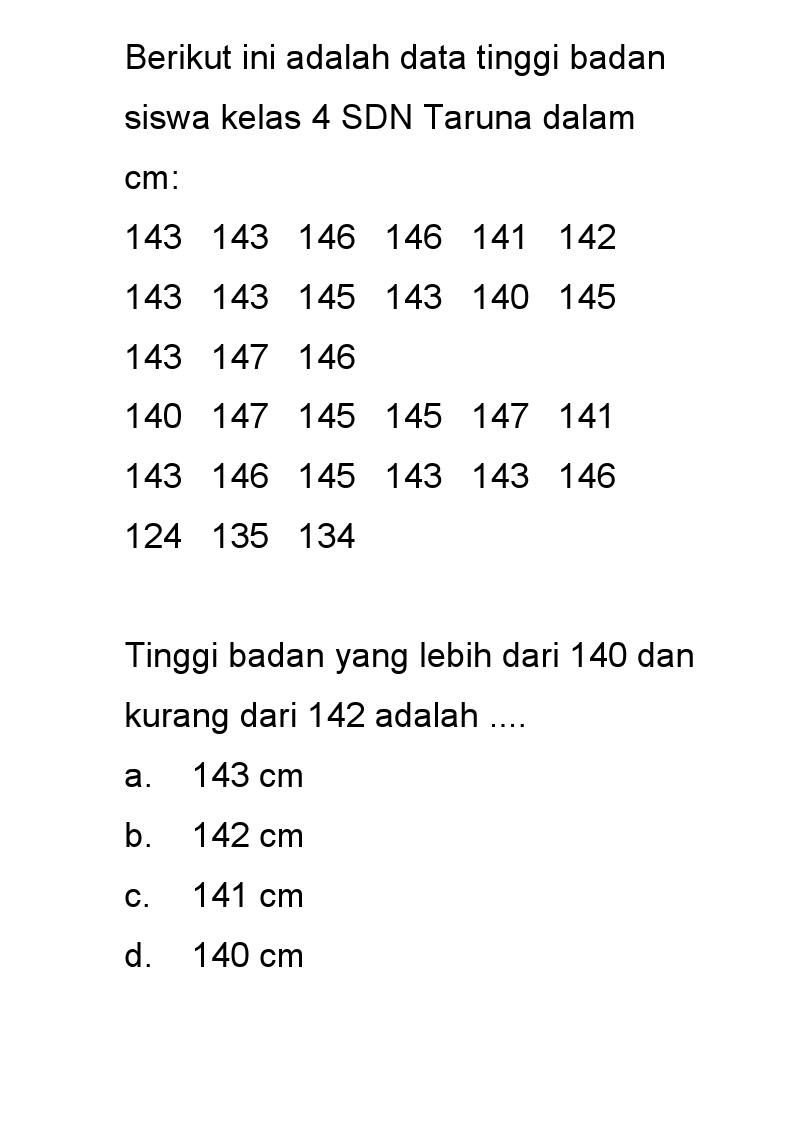 Berikut ini adalah data tinggi badan
siswa kelas 4 SDN Taruna dalam
cm:
143 143 146 146 141 142
143 143 145 143 140 145
143 147 146
140 147 145 145 147 141
143 146 145 143 143 146
124 135 134
Tinggi badan yang lebih dari 140 dan
kurang dari 142 adalah ....
a. 143 cm
b. 142 cm
c. 141 cm
d. 140 cm